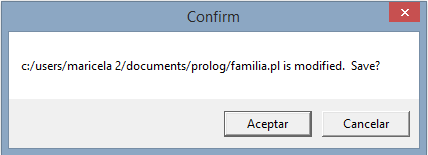 Confirm
c:/users/maricela 2/documents/prolog/familia.pl is modified.  Save?
Aceptar
Cancelar